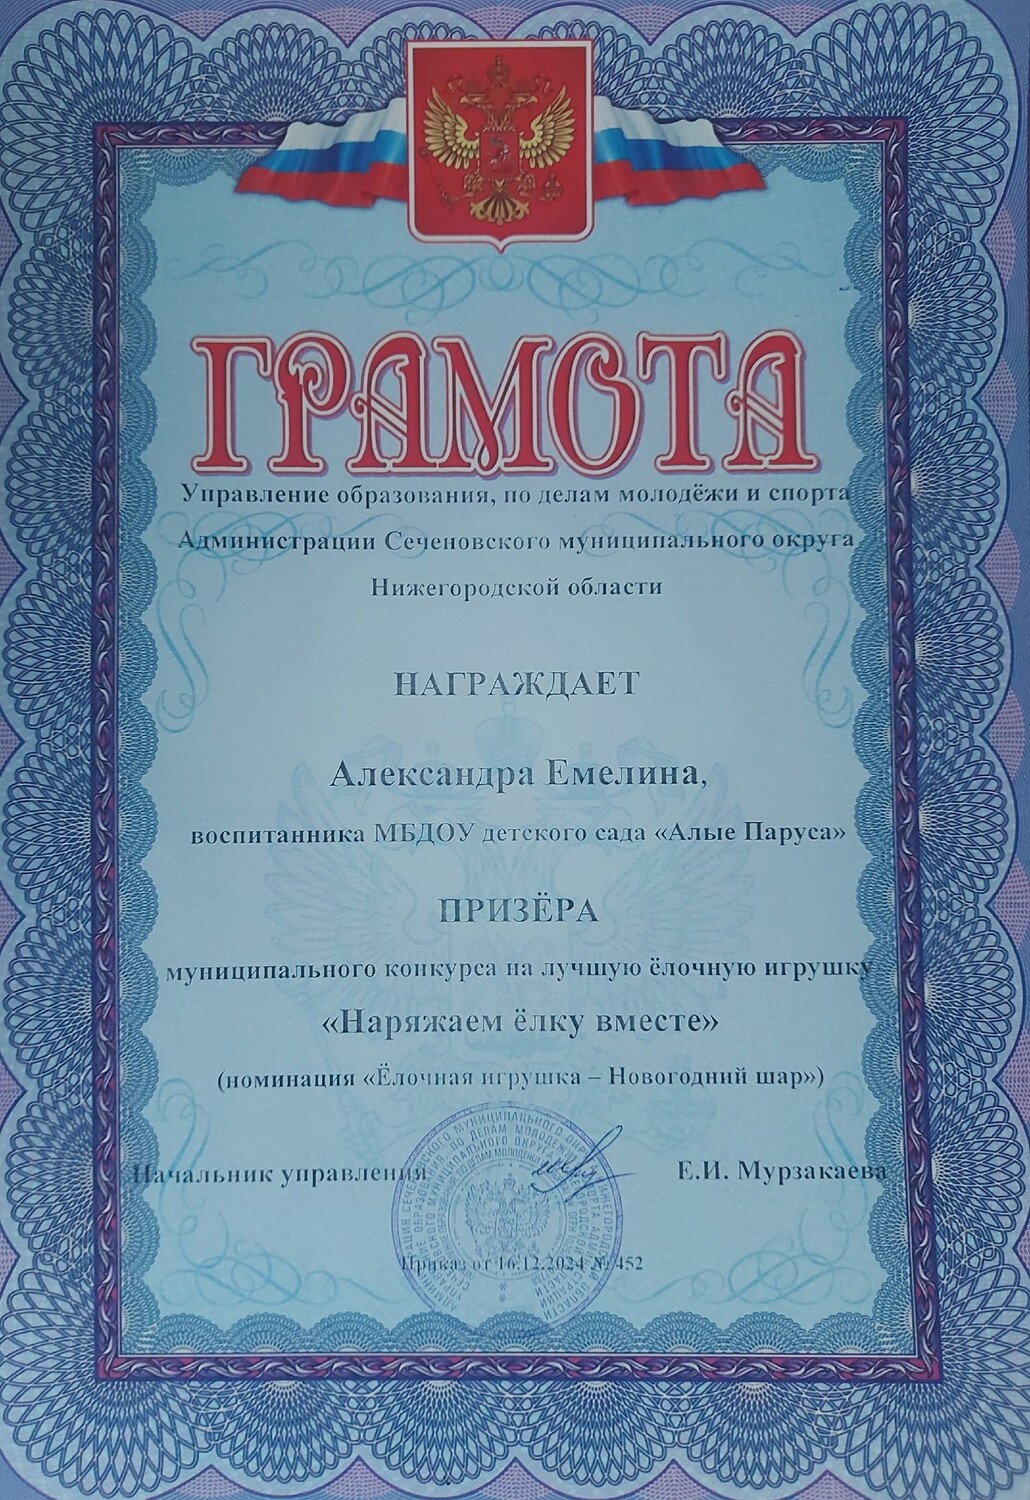 ГРАМОТА
Управление образования, по делам молодёжи и спорта
Администрации Сеченовского муниципального округа
Нижегородской области
НАГРАЖДАЕТ
Александра Емелина,
воспитанника МБДОУ детского сада «Алые Паруса»
ПРИЗЁРА
муниципального конкурса на лучшую ёлочную игрушку
«Наряжаем ёлку вместе»
(номинация «Ёлочная игрушка – Новогодний шар»)
Начальник управления
Е.И. Мурзакаева
Приказ от 16.12.2024 № 452